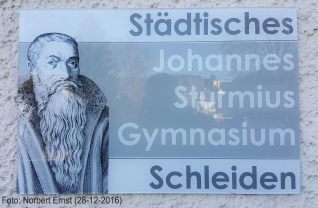 Städtisches
Johannes
Sturmius
Gymnasium
Schleiden
Foto: Norbert Ernst (28-12-2016)